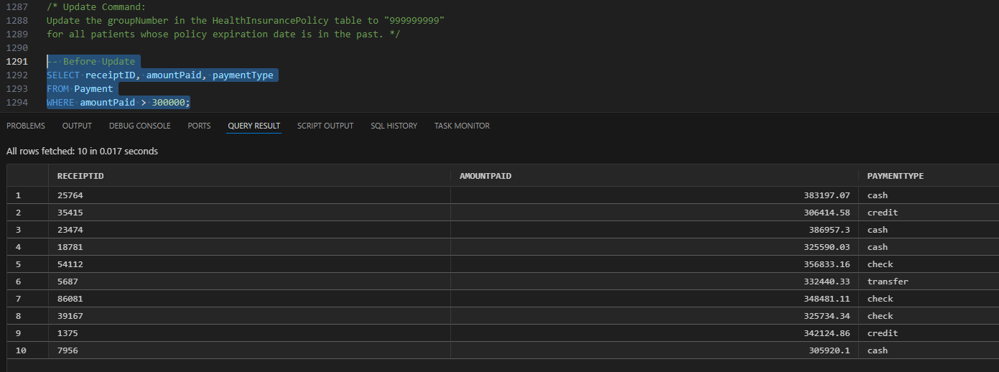 1287 /* Update Command:
1288 Update the groupNumber in the HealthInsurancePolicy table to "999999999"
1289 for all patients whose policy expiration date is in the past. */
1290
1291 -- Before Update
1292 SELECT receiptID, amountPaid, paymentType
1293 FROM Payment
1294 WHERE amountPaid > 300000;
PROBLEMS OUTPUT DEBUG CONSOLE PORTS QUERY RESULT SCRIPT OUTPUT SQL HISTORY TASK MONITOR
All rows fetched: 10 in 0.017 seconds
RECEIPTID AMOUNTPAID PAYMENTTYPE
1 25764 383197.07 cash
2 35415 306414.58 credit
3 23474 386957.3 cash
4 18781 325590.03 cash
5 54112 356833.16 check
6 5687 332440.33 transfer
7 86081 348481.11 check
8 39167 325734.34 check
9 1375 342124.86 credit
10 7956 305920.1 cash